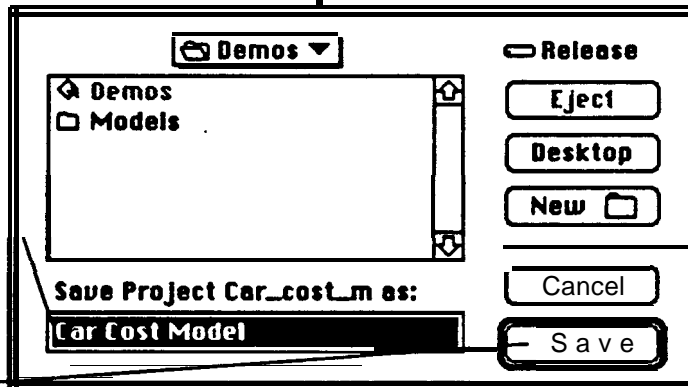 Demos
Release
Demos
Models
Eject
Desktop
New
Save Project Car_cost_m as:
Car Cost Model
Cancel
Save